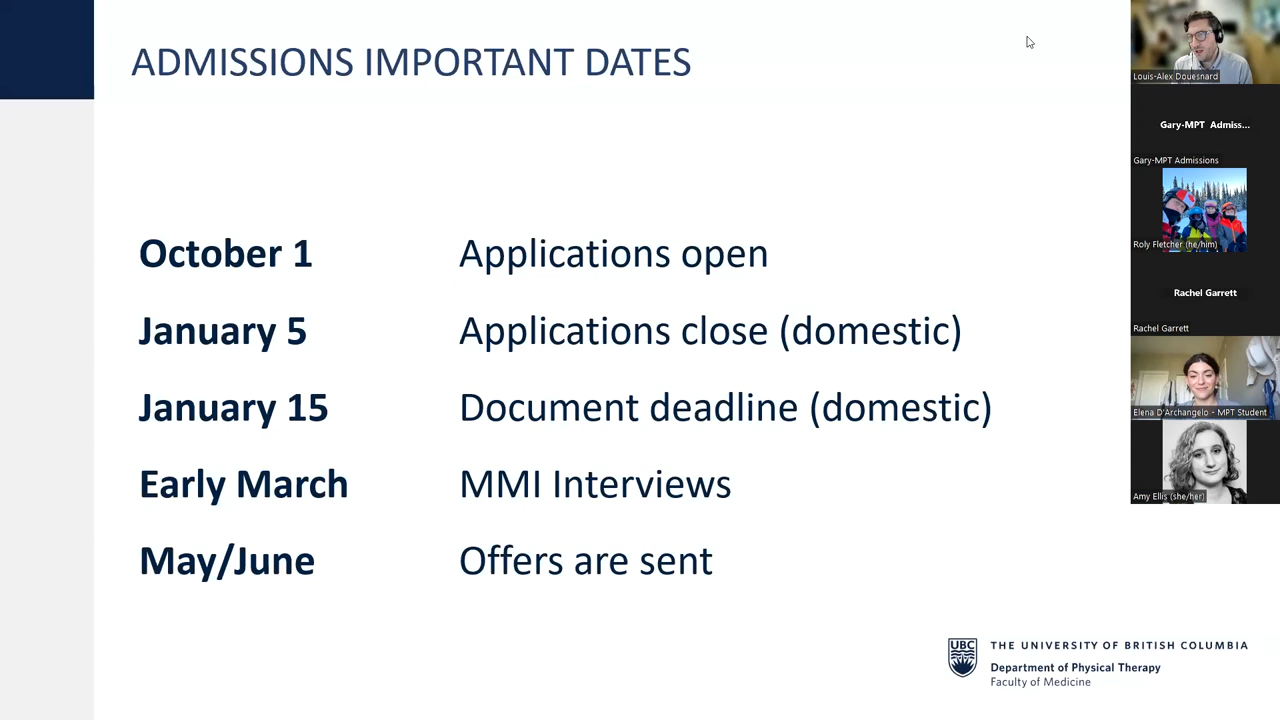 ADMISSIONS IMPORTANT DATES
October 1 Applications open
January 5 Applications close (domestic)
January 15 Document deadline (domestic)
Early March MMI Interviews
May/June Offers are sent
UBC
THE UNIVERSITY OF BRITISH COLUMBIA
Department of Physical Therapy
Faculty of Medicine
Louis-Alex Douesnard
Gary-MPT Admiss...
Gary-MPT Admissions
Roly Fletcher (he/him)
Rachel Garrett
Rachel Garrett
Elena D'Archangelo - MPT Student
Amy Ellis (she/her)